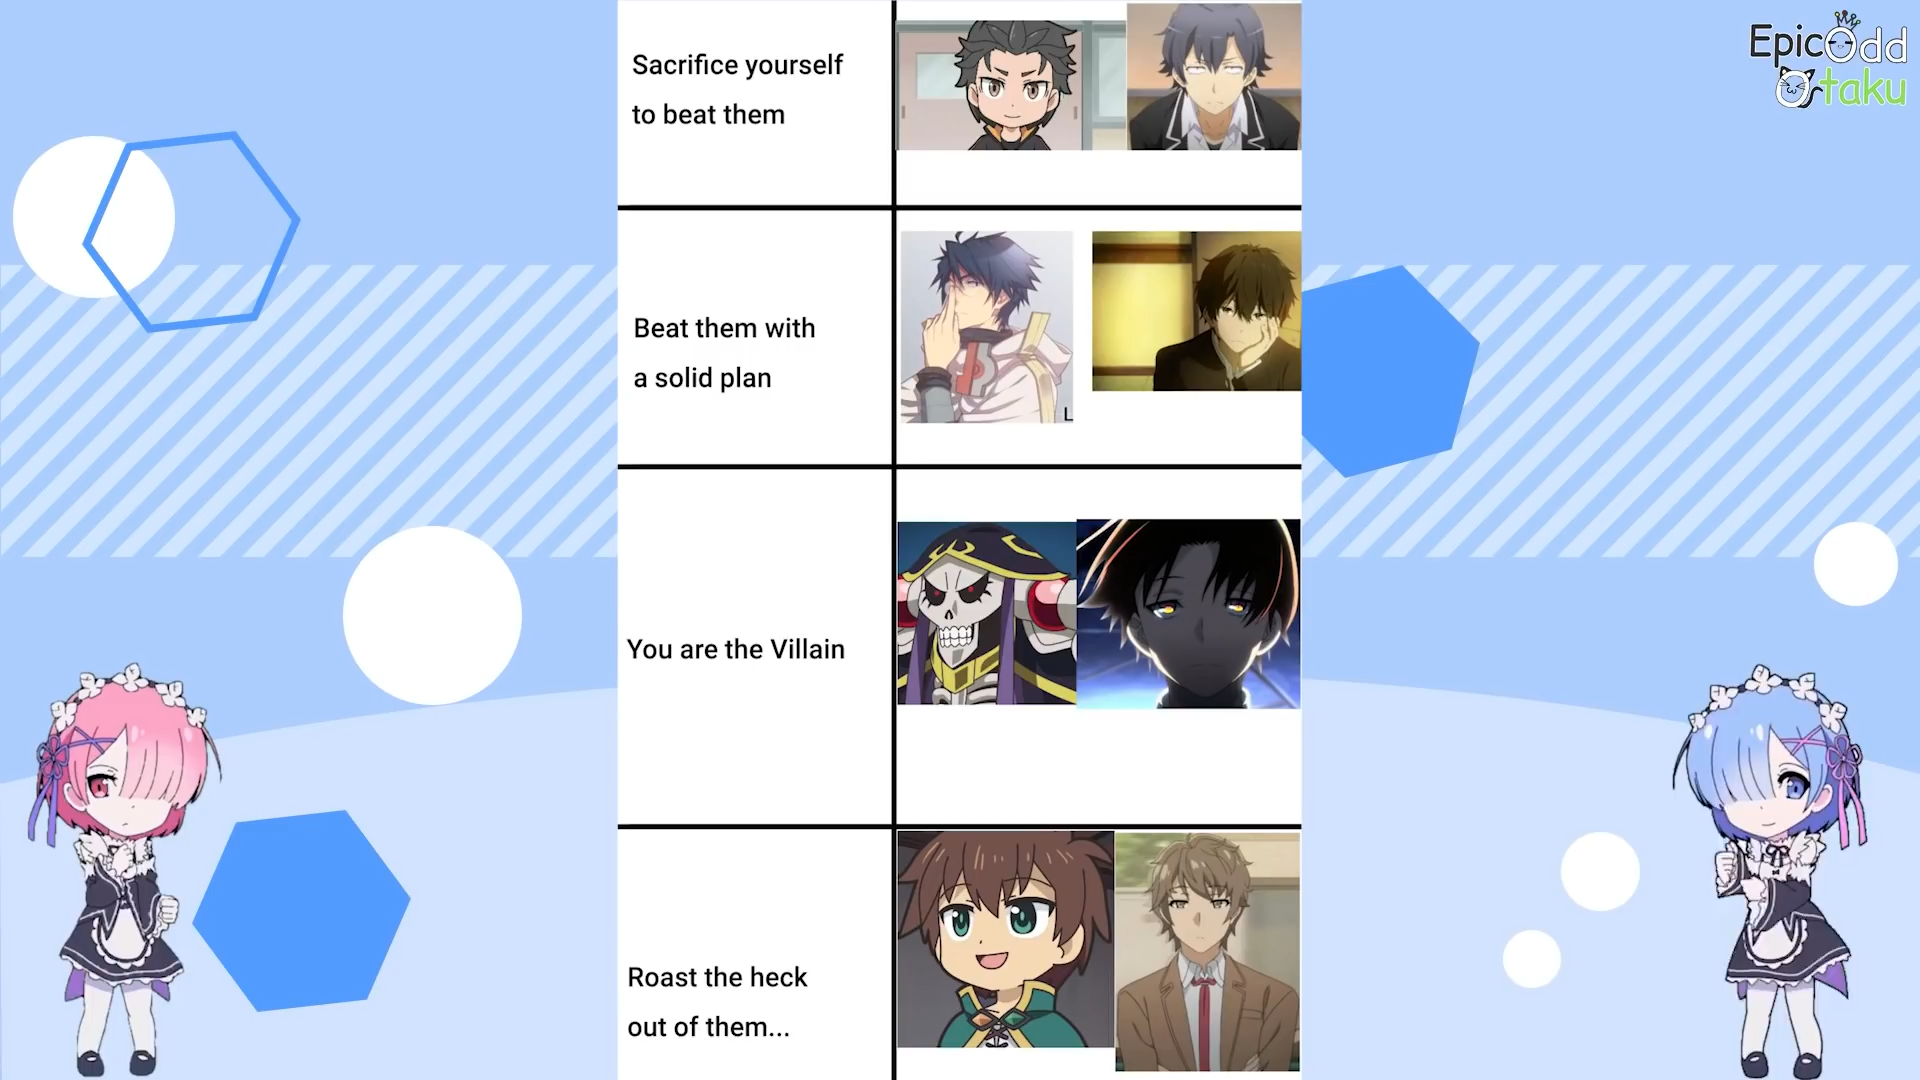 Sacrifice yourself
to beat them
EpicOdd
Otaku
Beat them with
a solid plan
L
You are the Villain
Roast the heck
out of them...